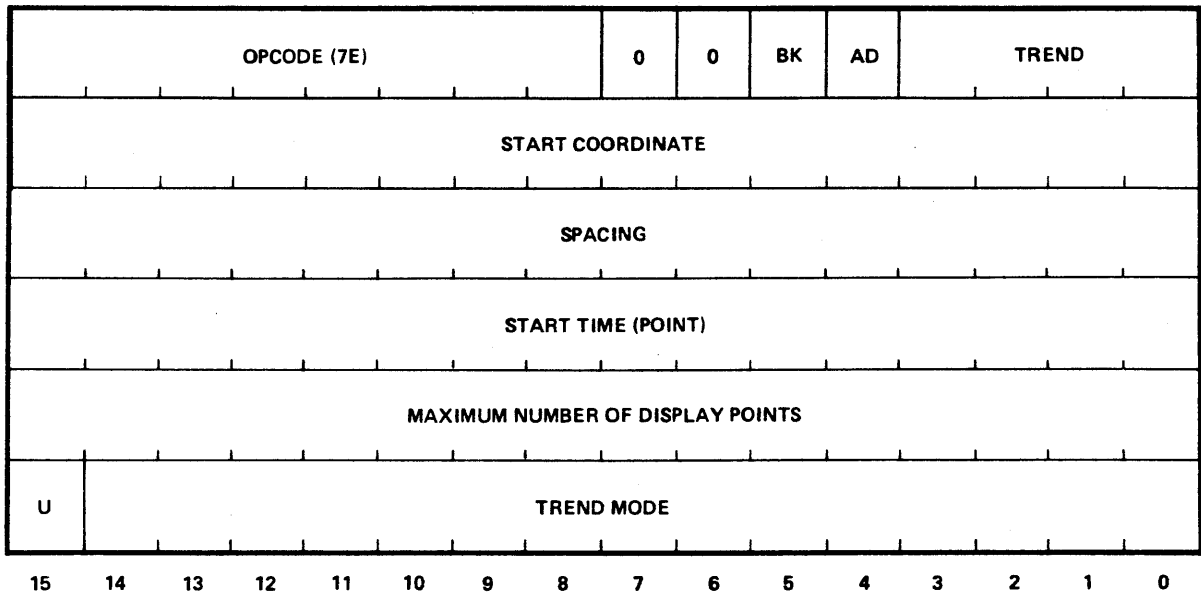 OPCODE (7E) 0 0 BK AD TREND
START COORDINATE
SPACING
START TIME (POINT)
MAXIMUM NUMBER OF DISPLAY POINTS
U TREND MODE
15 14 13 12 11 10 9 8 7 6 5 4 3 2 1 0